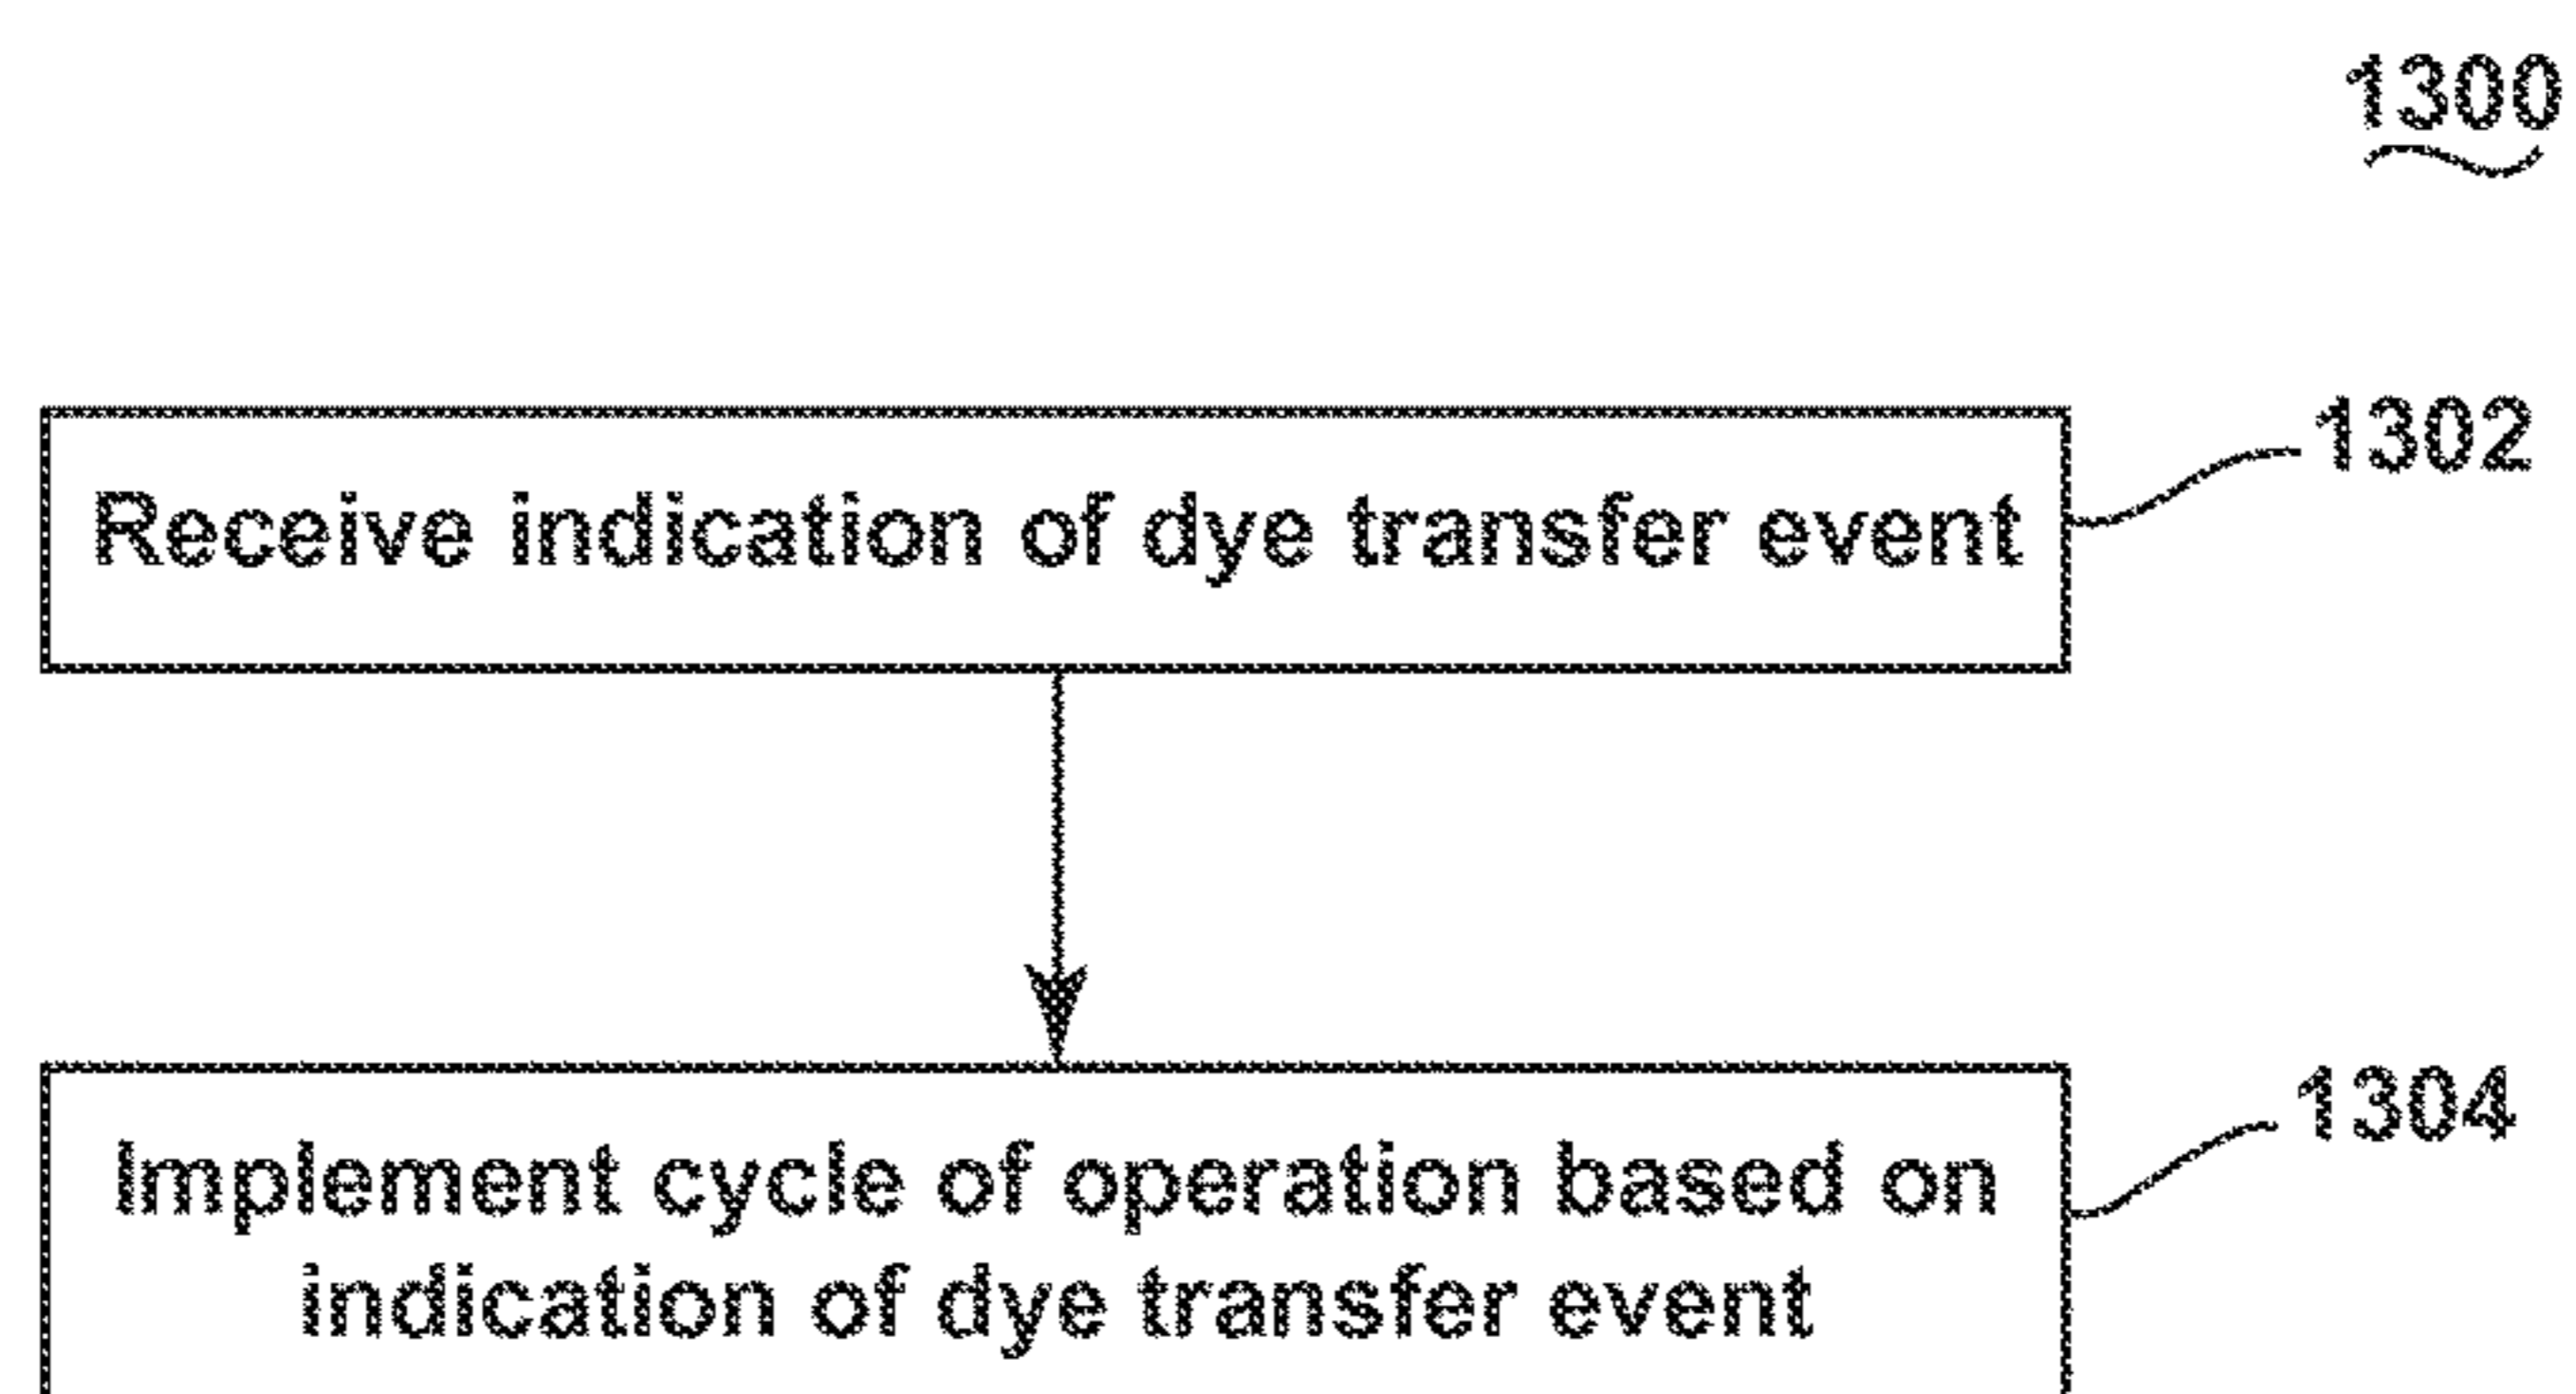 1300
Receive indication of dye transfer event
1302
Implement cycle of operation based on
indication of dye transfer event
1304